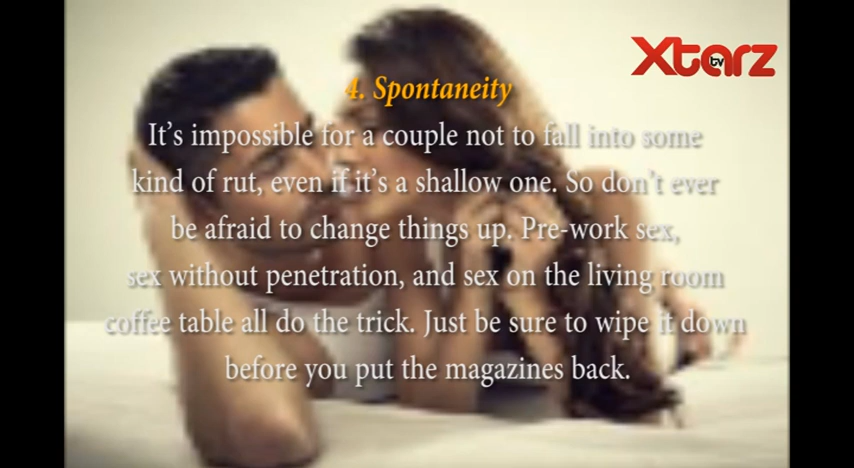 Xtarz
tv
4. Spontaneity
It's impossible for a couple not to fall into some
kind of rut, even if it's a shallow one. So don't ever
be afraid to change things up. Pre-work sex,
sex without penetration, and sex on the living room
coffee table all do the trick. Just be sure to wipe it down
before you put the magazines back.